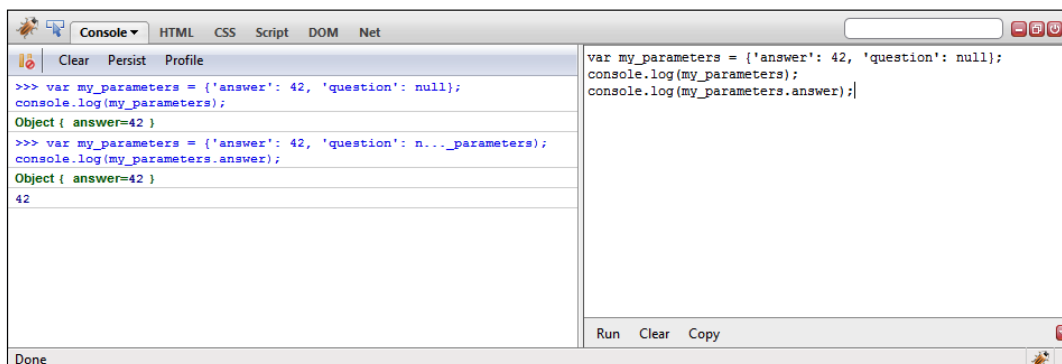 Console HTML CSS Script DOM Net
Clear Persist Profile
>>> var my_parameters = {'answer': 42, 'question': null};
console.log(my_parameters);
Object { answer=42 }
>>> var my_parameters = {'answer': 42, 'question': n..._parameters);
console.log(my_parameters.answer);
Object { answer=42 }
42
var my_parameters = {'answer': 42, 'question': null};
console.log(my_parameters);
console.log(my_parameters.answer);
Run Clear Copy
Done